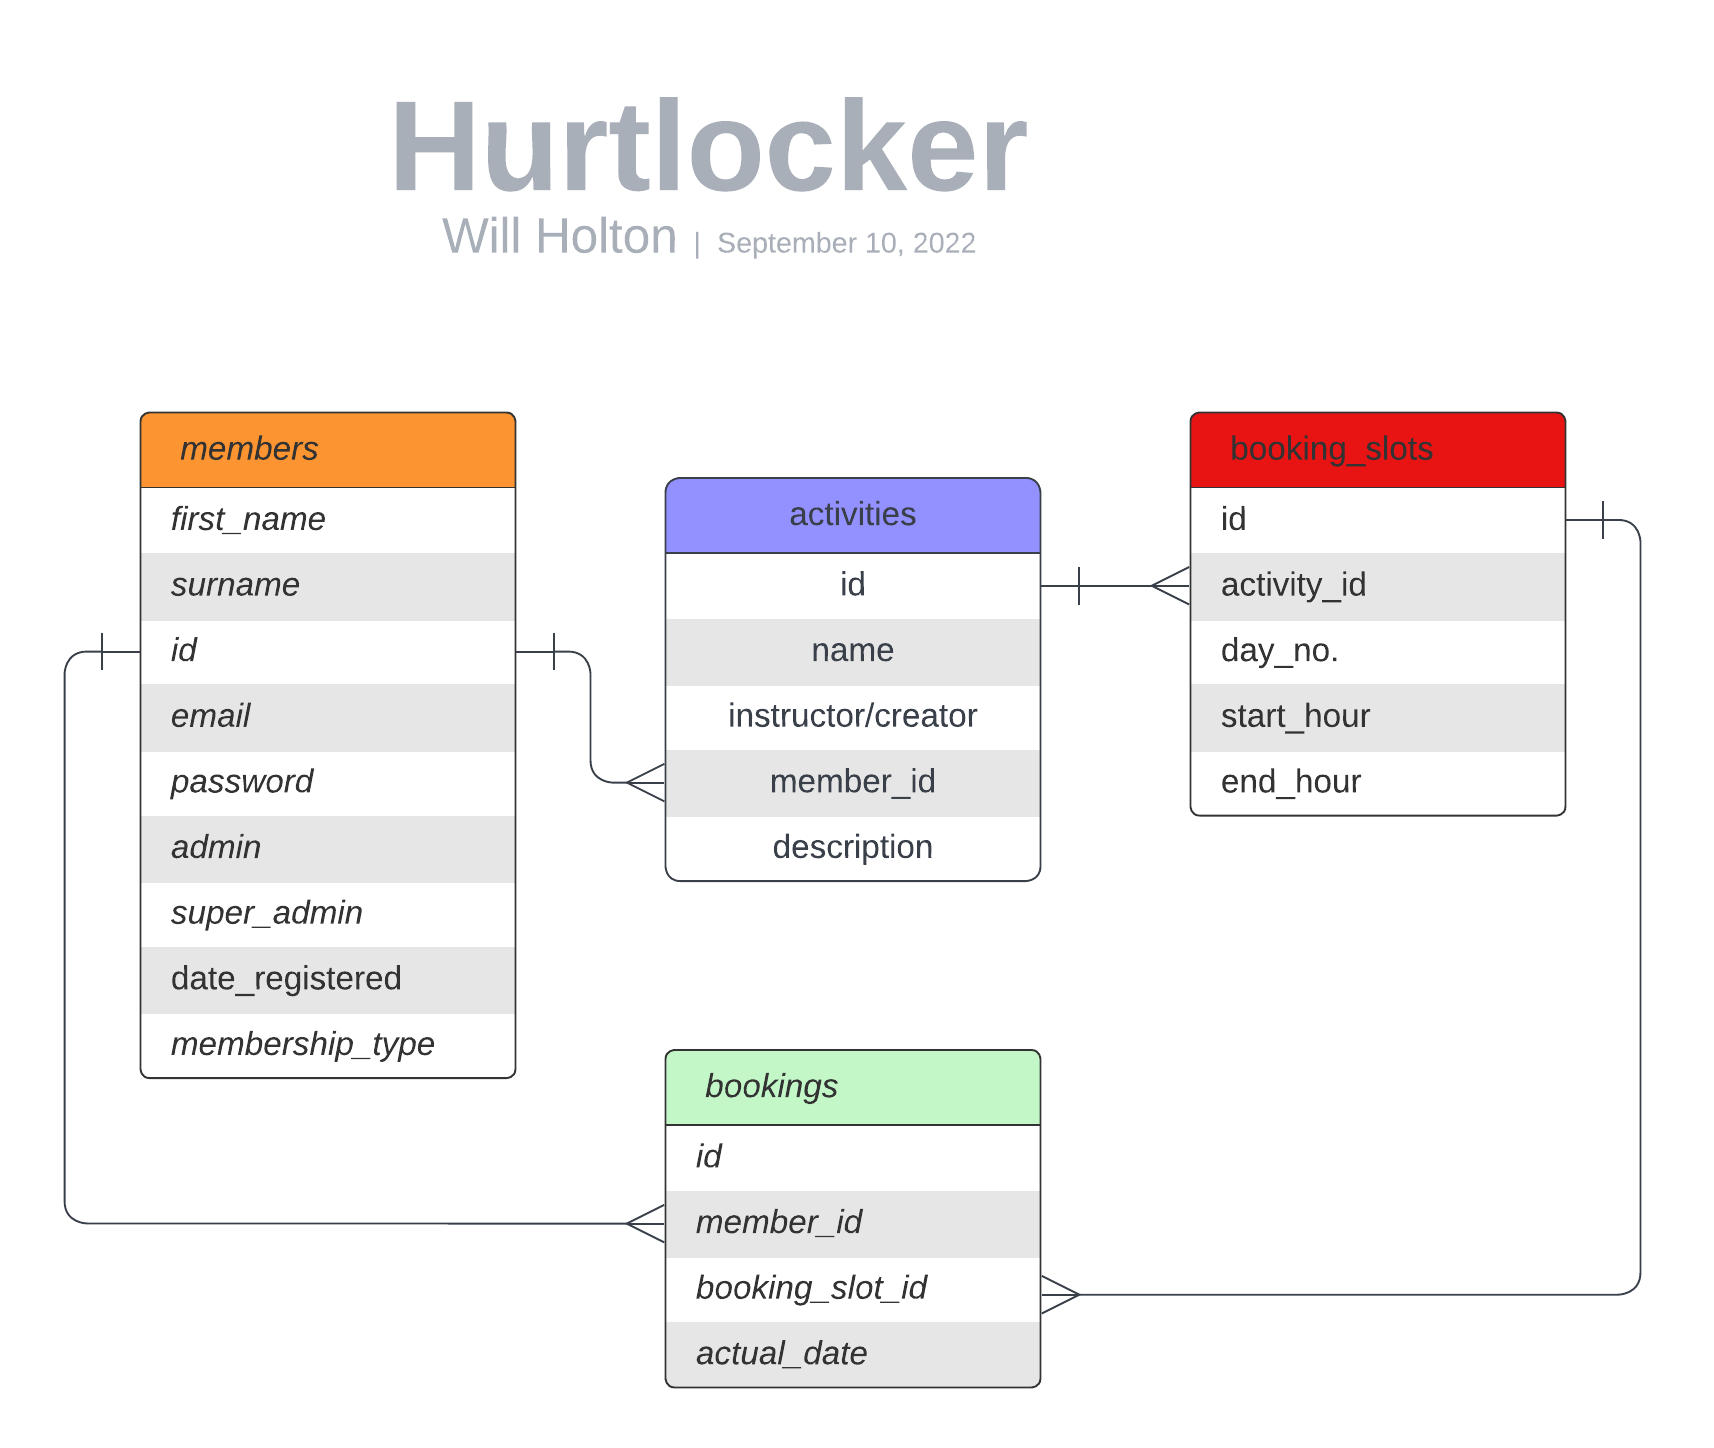 Hurtlocker
Will Holton | September 10, 2022
members
first_name
surname
id
email
password
admin
super_admin
date_registered
membership_type
activities
id
name
instructor/creator
member_id
description
booking_slots
id
activity_id
day_no.
start_hour
end_hour
bookings
id
member_id
booking_slot_id
actual_date